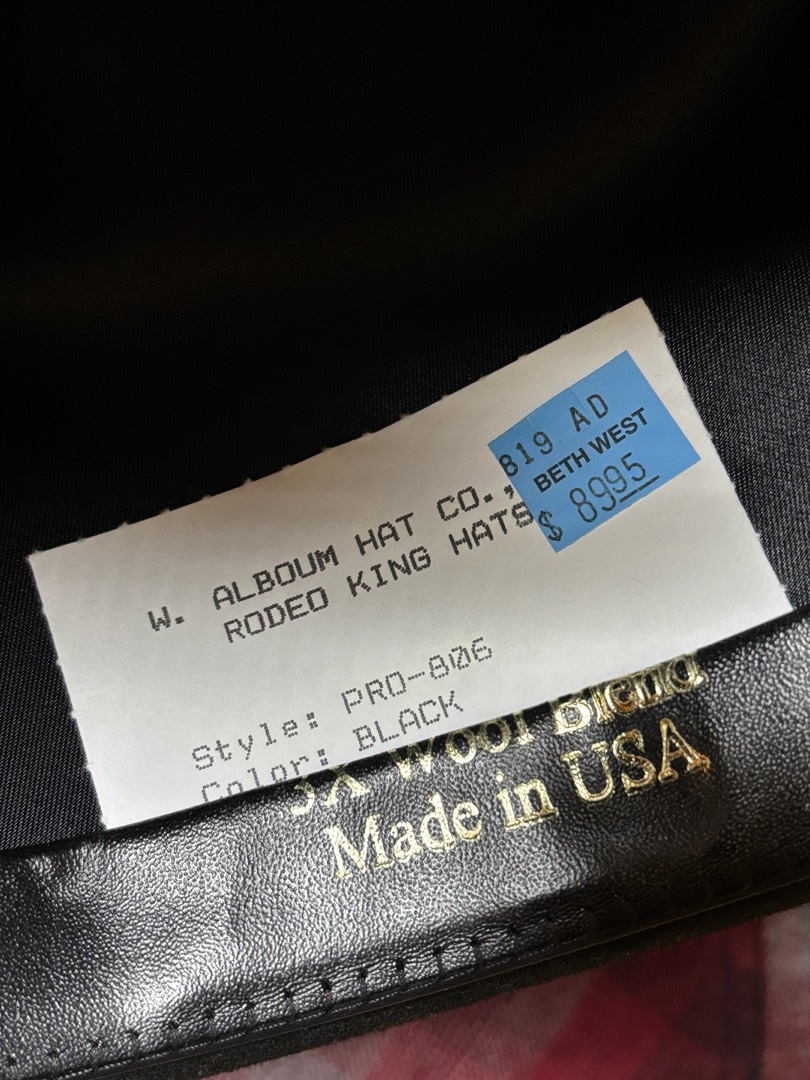 819 AD
BETH WEST
$ 8995
W. ALBOUM HAT CO.,
RODEO KING HATS
Style: PRO-806
Color: BLACK
3X Wool Blend
Made in USA